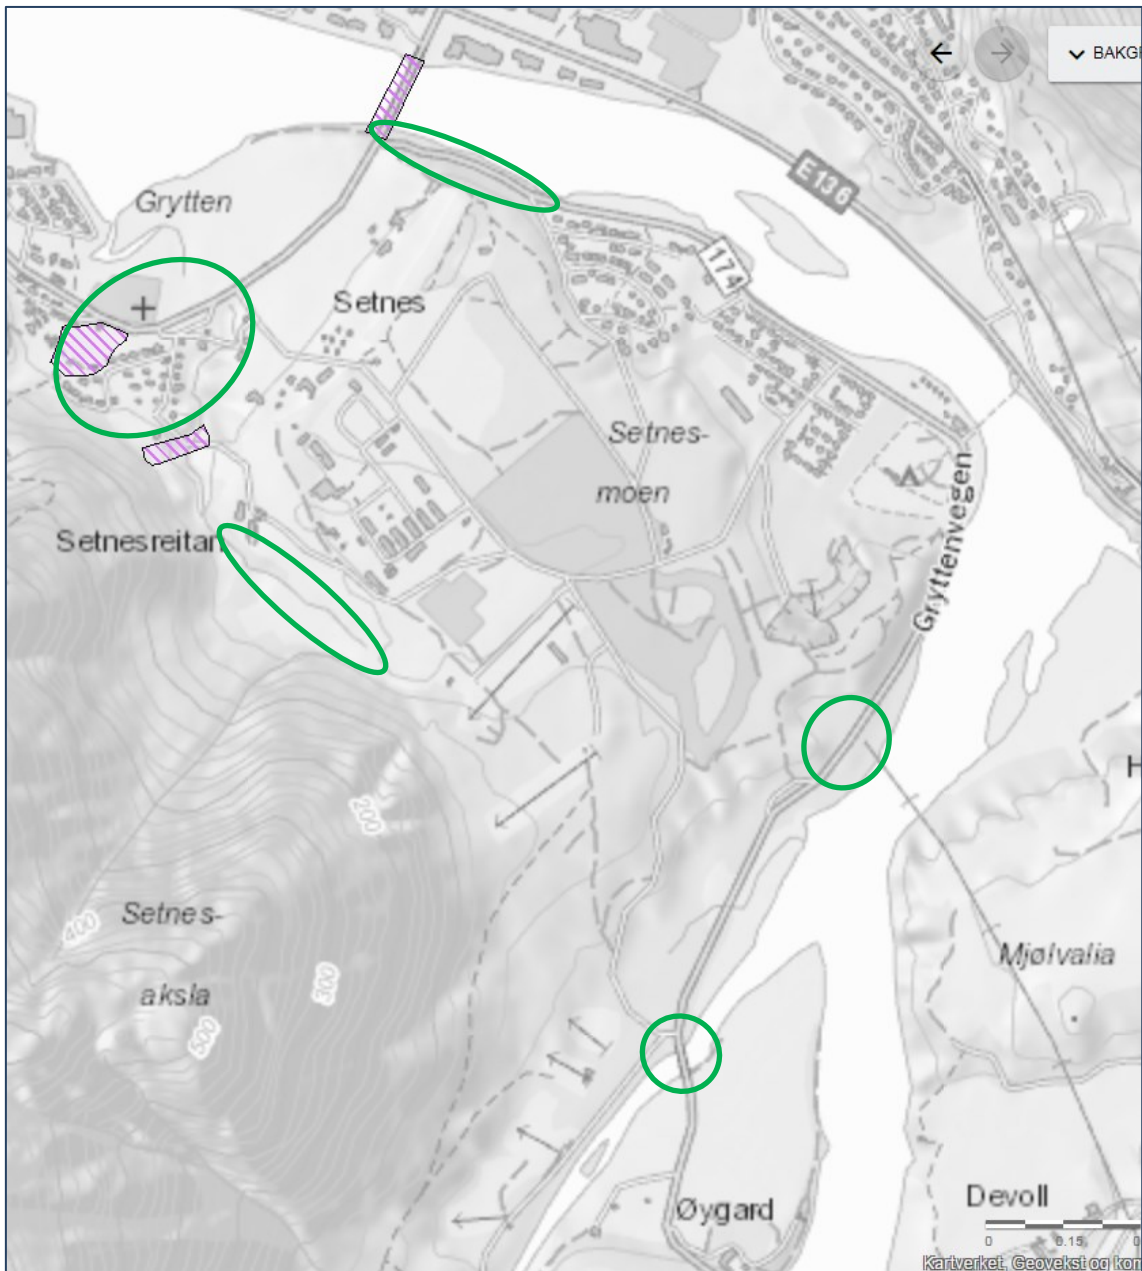 BAKG
E136
Grytten
174
Setnes
Setnes-
moen
Gryttenvegen
Setnesreitan
200
H
Setnes-
400
aksla
300
Mjølvalia
500
Devoll
Øygard
0 0.15
Kartverket, Geovekst og kom